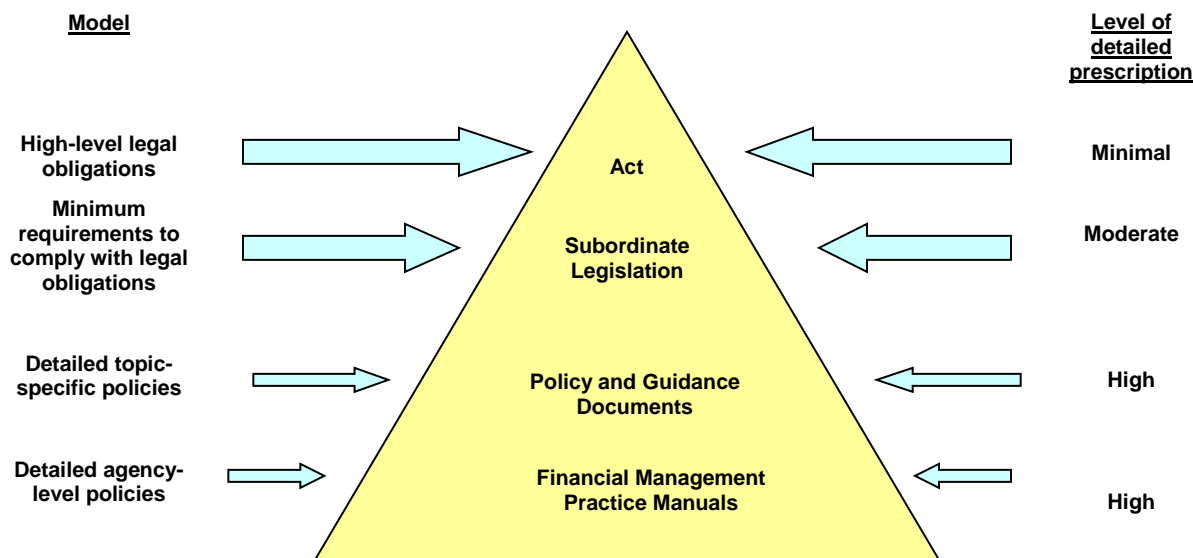 Model
Level of
detailed
prescription
High-level legal
obligations
Act
Minimal
Minimum
requirements to
comply with legal
obligations
Subordinate
Legislation
Moderate
Detailed topic-
specific policies
Policy and Guidance
Documents
High
Detailed agency-
level policies
Financial Management
Practice Manuals
High